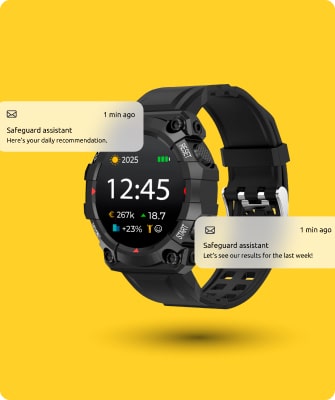 1 min ago
Safeguard assistant
Here's your daily recommendation.
RESET
2025
12:45
€ 267k ▲ 18.7
+23%
START
1 min ago
Safeguard assistant
Let's see our results for the last week!